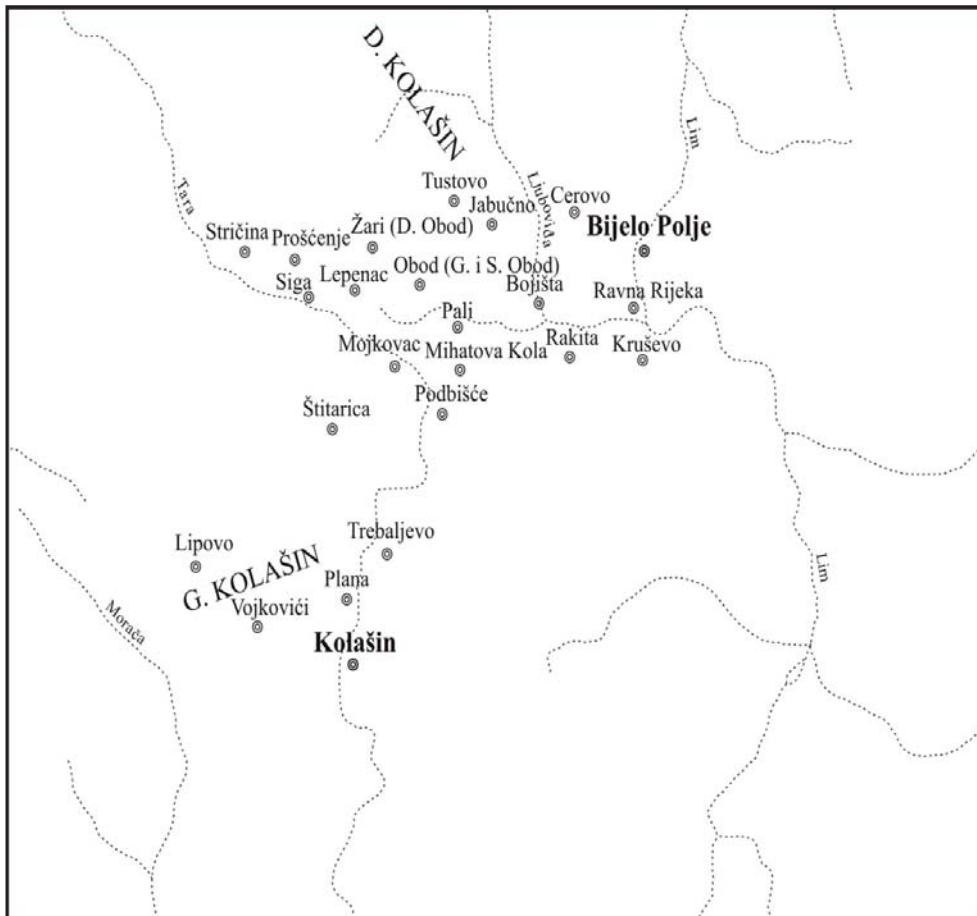 D. KOLAŠIN
Lim
Tara
Tustovo
Ljuboviđa
Cerovo
Jabučno
Bijelo Polje
Stričina
Prošćenje
Žari (D. Obod)
Siga
Lepenac
Obod (G. i S. Obod)
Bojišta
Ravna Rijeka
Pali
Mojkovac
Mihatova Kola
Rakita
Kruševo
Podbišće
Štitarica
Trebaljevo
Lipovo
G. KOLAŠIN
Plana
Lim
Vojkovići
Morača
Kolašin